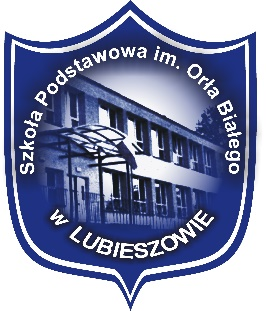 Szkoła Podstawowa im. Orła Białego
w LUBIESZOWIE